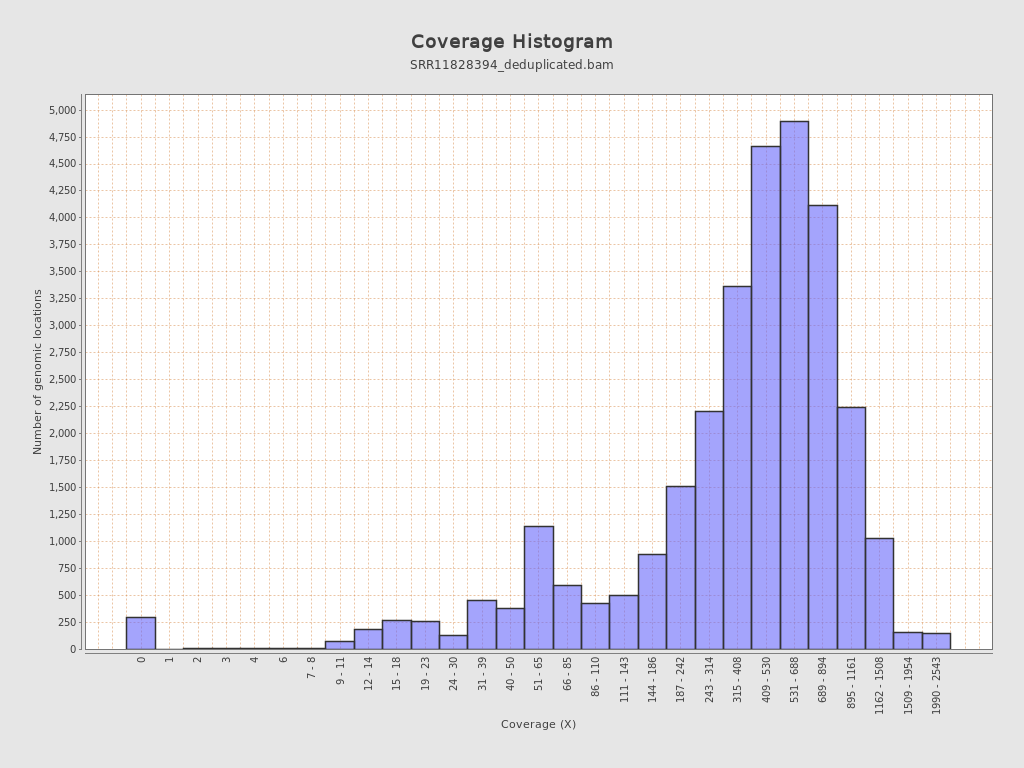 Coverage Histogram
SRR11828394_deduplicated.bam
Number of genomic locations
5,000
4,750
4,500
4,250
4,000
3,750
3,500
3,250
3,000
2,750
2,500
2,250
2,000
1,750
1,500
1,250
1,000
750
500
250
0
0
1
2
3
4
6
7 - 8
9 - 11
12 - 14
15 - 18
19 - 23
24 - 30
31 - 39
40 - 50
51 - 65
66 - 85
86 - 110
111 - 143
144 - 186
187 - 242
243 - 314
315 - 408
409 - 530
531 - 688
689 - 894
895 - 1161
1162 - 1508
1509 - 1954
1990 - 2543
Coverage (X)